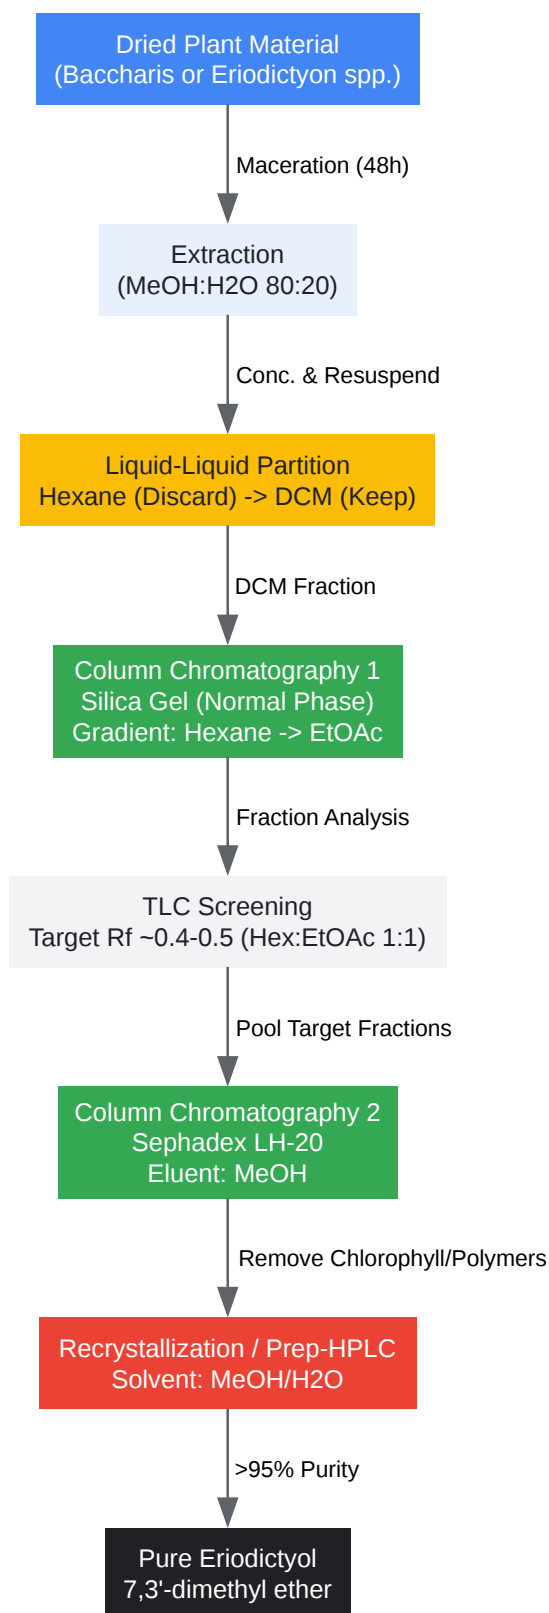 Dried Plant Material
(Baccharis or Eriodictyon spp.)
Maceration (48h)
Extraction
(MeOH:H2O 80:20)
Conc. & Resuspend
Liquid-Liquid Partition
Hexane (Discard) -> DCM (Keep)
DCM Fraction
Column Chromatography 1
Silica Gel (Normal Phase)
Gradient: Hexane -> EtOAc
Fraction Analysis
TLC Screening
Target Rf ~0.4-0.5 (Hex:EtOAc 1:1)
Pool Target Fractions
Column Chromatography 2
Sephadex LH-20
Eluent: MeOH
Remove Chlorophyll/Polymers
Recrystallization / Prep-HPLC
Solvent: MeOH/H2O
>95% Purity
Pure Eriodictyol
7,3'-dimethyl ether